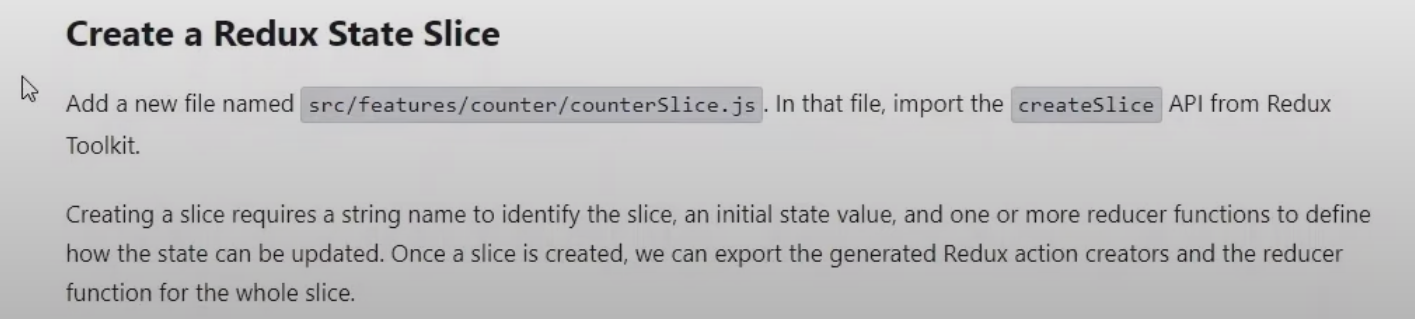 Create a Redux State Slice
Add a new file named src/features/counter/counterSlice.js. In that file, import the createSlice API from Redux
Toolkit.
Creating a slice requires a string name to identify the slice, an initial state value, and one or more reducer functions to define
how the state can be updated. Once a slice is created, we can export the generated Redux action creators and the reducer
function for the whole slice.